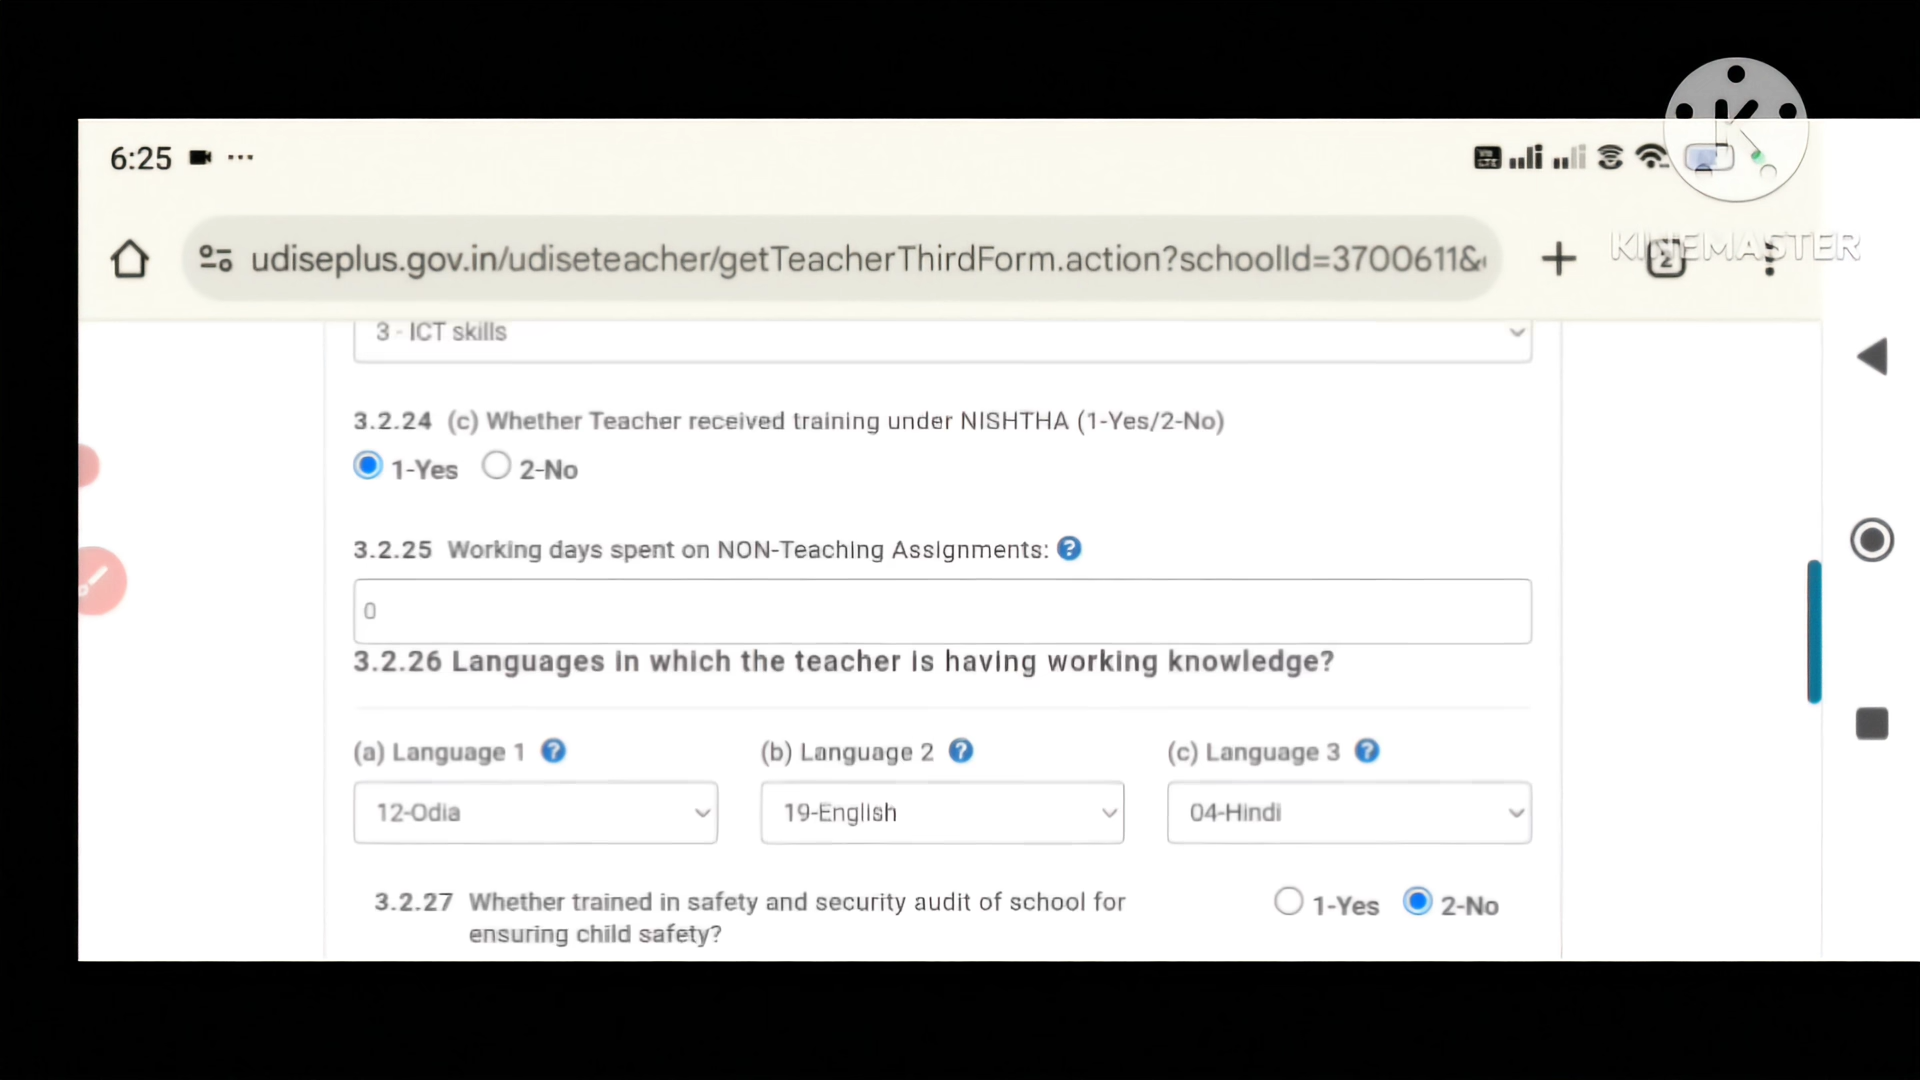 6:25
KINEMASTER
udiseplus.gov.in/udiseteacher/getTeacherThirdForm.action?schoolId=3700611&
2
3 - ICT skills
3.2.24 (c) Whether Teacher received training under NISHTHA (1-Yes/2-No)
1-Yes 2-No
3.2.25 Working days spent on NON-Teaching Assignments:
0
3.2.26 Languages in which the teacher is having working knowledge?
(a) Language 1 (b) Language 2 (c) Language 3
12-Odia 19-English 04-Hindi
3.2.27 Whether trained in safety and security audit of school for 1-Yes 2-No
ensuring child safety?